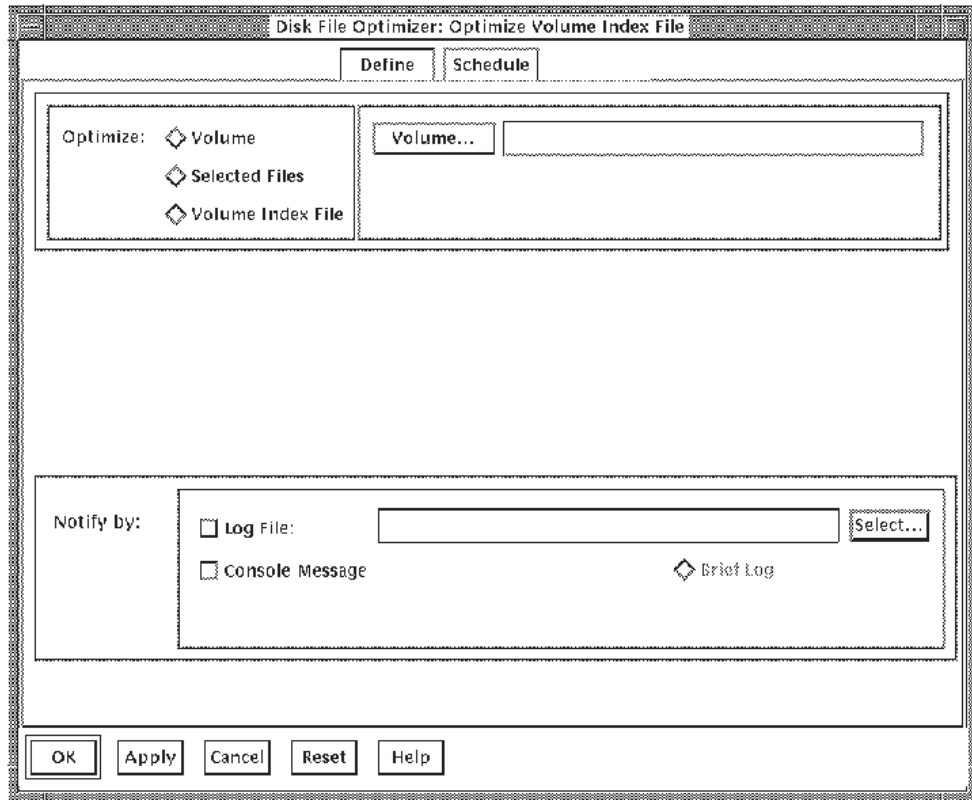 Disk File Optimizer: Optimize Volume Index File
Define Schedule
Optimize: Volume Volume...
Selected Files
Volume Index File
Notify by: Log File: Select...
Console Message Brief Log
OK Apply Cancel Reset Help